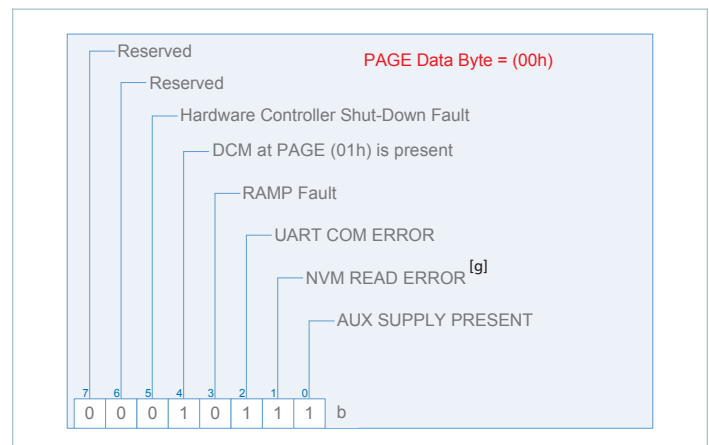 Reserved
PAGE Data Byte = (00h)
Reserved
Hardware Controller Shut-Down Fault
DCM at PAGE (01h) is present
RAMP Fault
UART COM ERROR
NVM READ ERROR [g]
AUX SUPPLY PRESENT
7 6 5 4 3 2 1 0
0 0 0 1 0 1 1 1 b